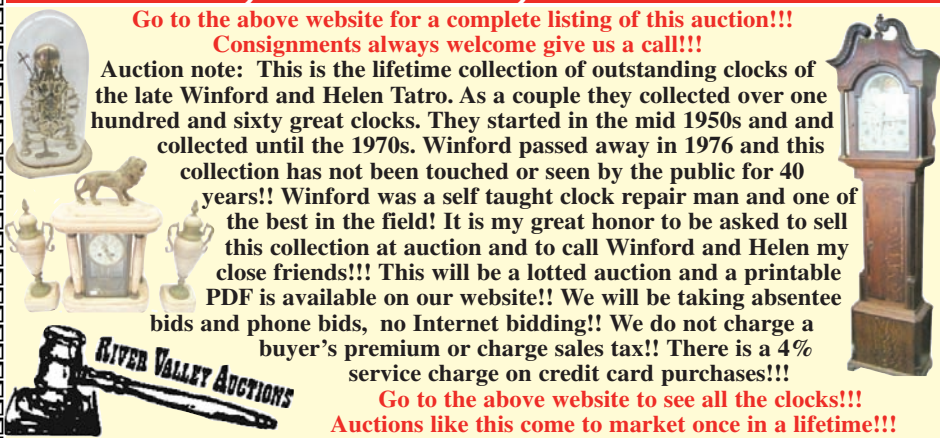 Go to the above website for a complete listing of this auction!!!
Consignments always welcome give us a call!!!
Auction note: This is the lifetime collection of outstanding clocks of
the late Winford and Helen Tatro. As a couple they collected over one
hundred and sixty great clocks. They started in the mid 1950s and and
collected until the 1970s. Winford passed away in 1976 and this
collection has not been touched or seen by the public for 40
years!! Winford was a self taught clock repair man and one of
the best in the field! It is my great honor to be asked to sell
this collection at auction and to call Winford and Helen my
close friends!!! This will be a lotted auction and a printable
PDF is available on our website!! We will be taking absentee
bids and phone bids, no Internet bidding!! We do not charge a
buyer's premium or charge sales tax!! There is a 4%
service charge on credit card purchases!!!
RIVER VALLEY AUCTIONS
Go to the above website to see all the clocks!!!
Auctions like this come to market once in a lifetime!!!